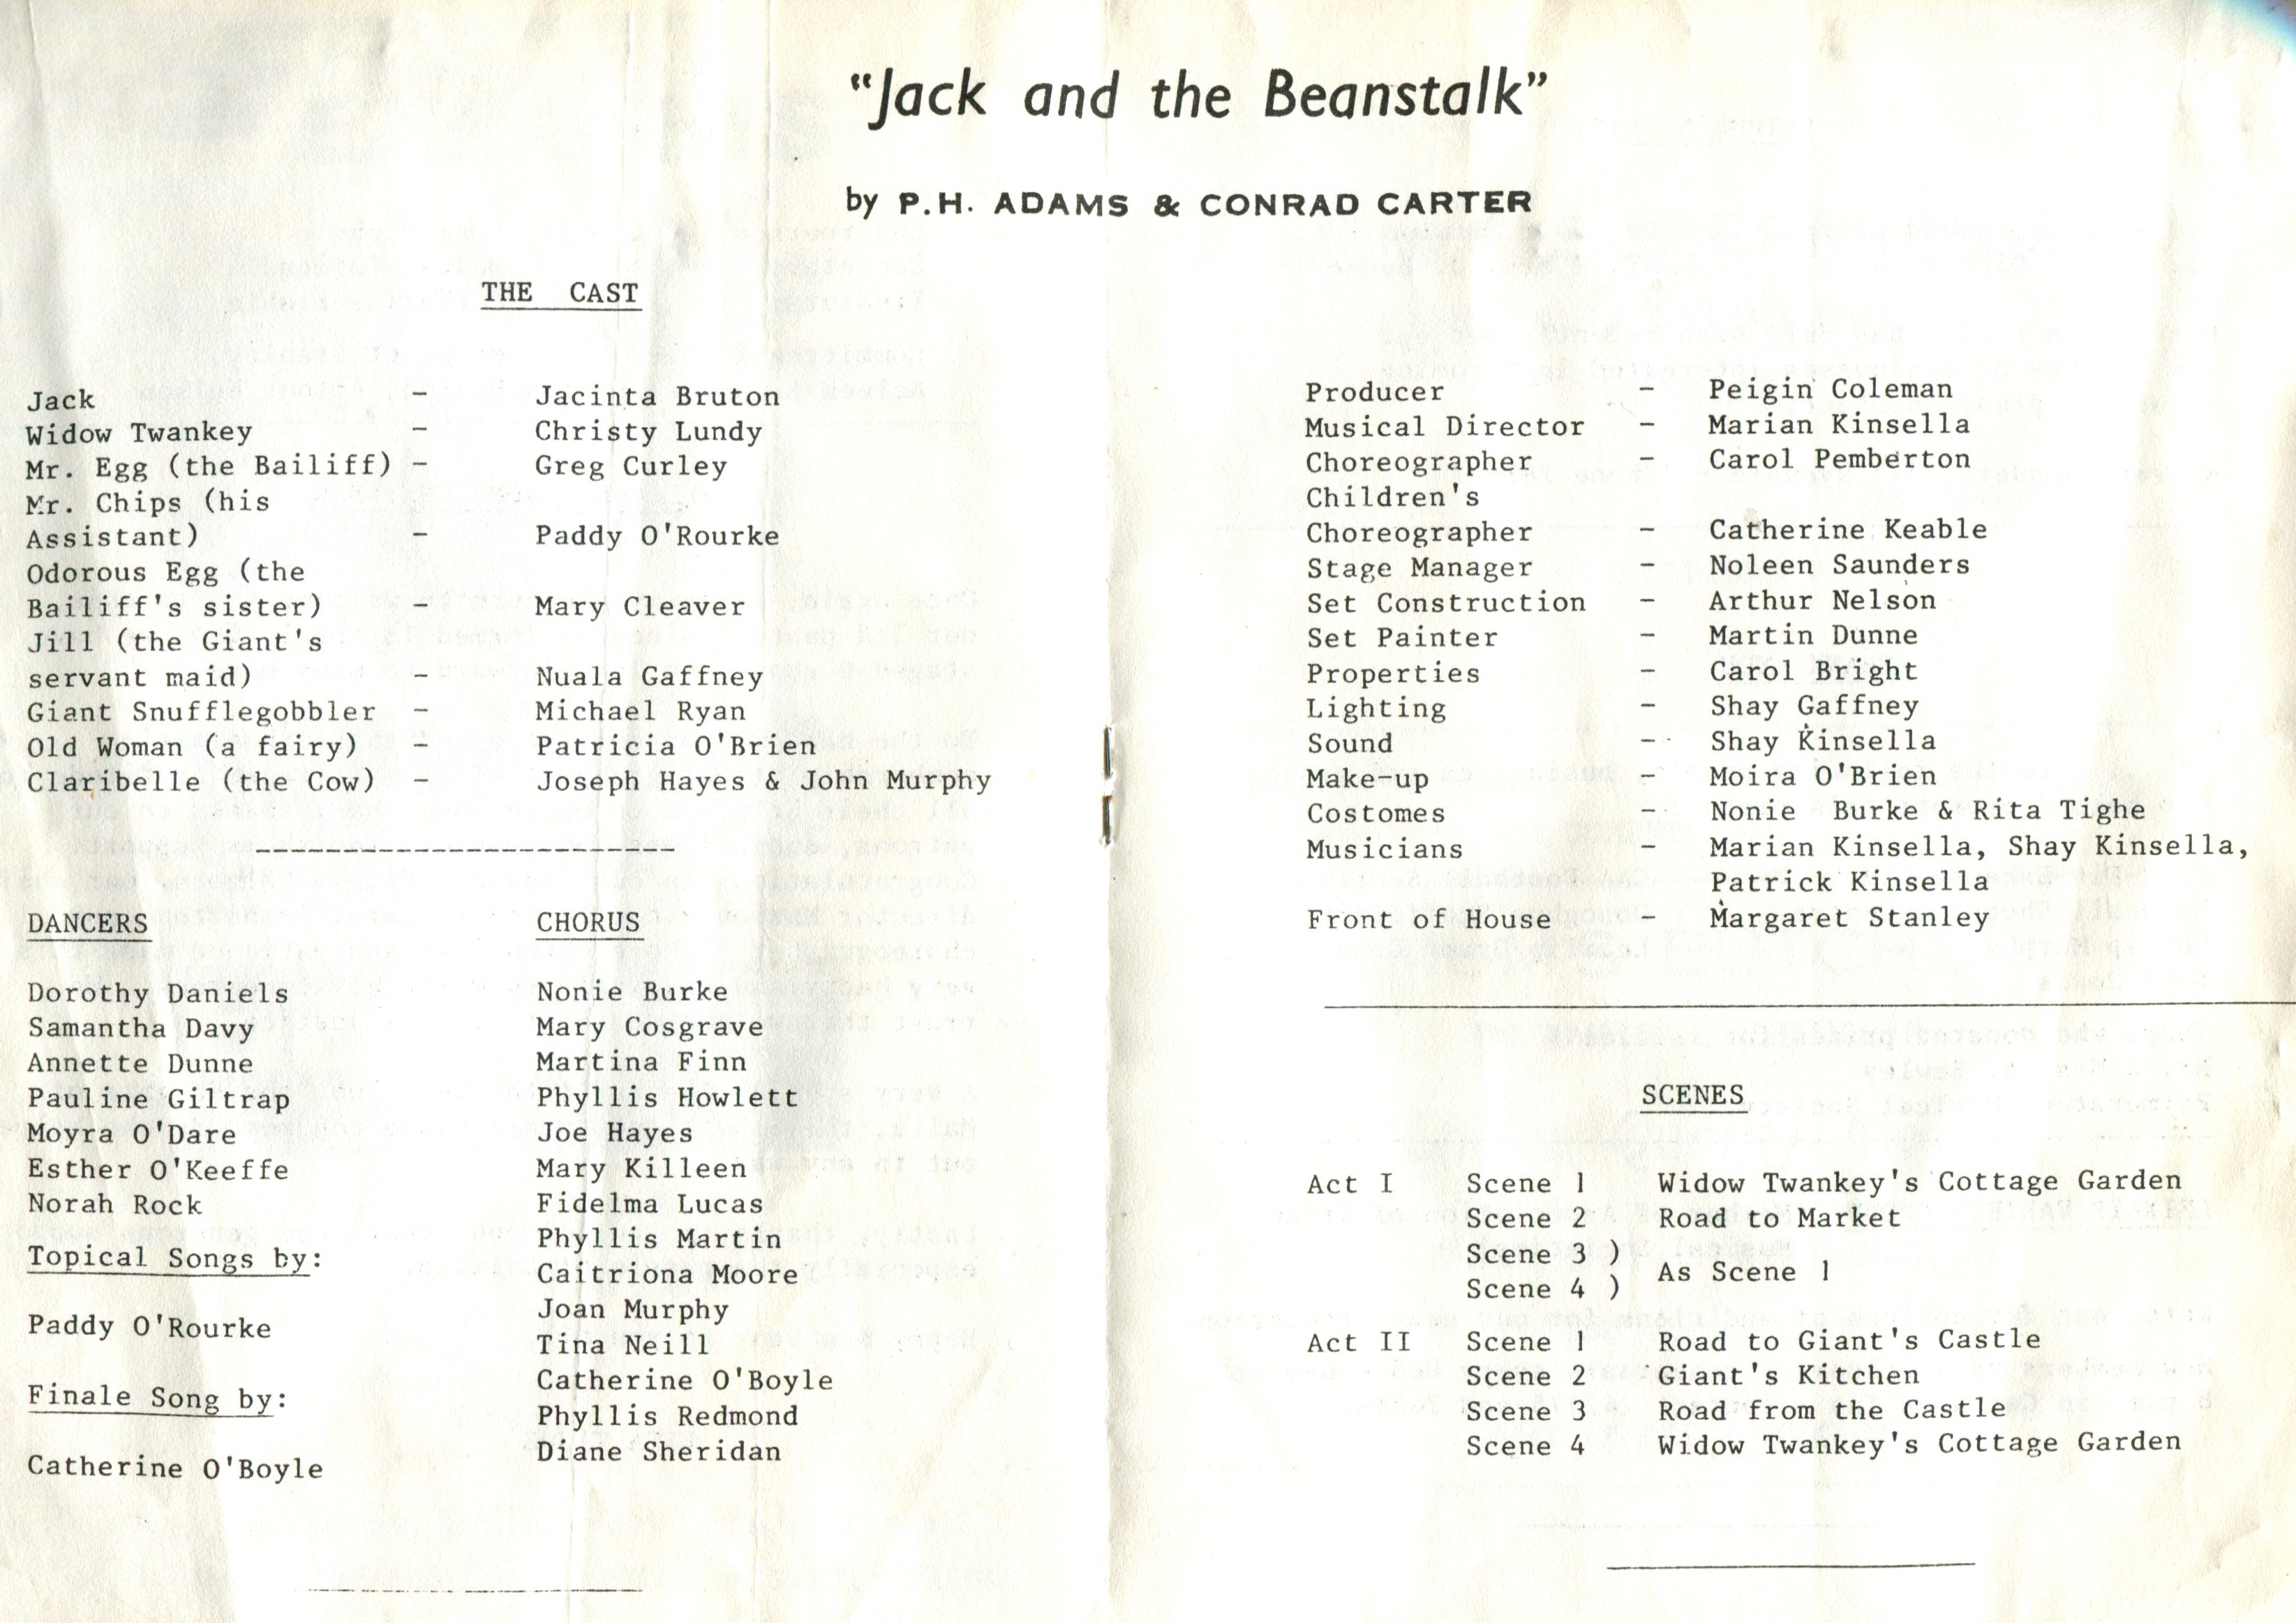 "Jack and the Beanstalk"
by P.H. ADAMS & CONRAD CARTER
THE CAST
Jack - Jacinta Bruton
Widow Twankey - Christy Lundy
Mr. Egg (the Bailiff) - Greg Curley
Mr. Chips (his
Assistant) - Paddy O'Rourke
Odorous Egg (the
Bailiff's sister) - Mary Cleaver
Jill (the Giant's
servant maid) - Nuala Gaffney
Giant Snufflegobbler - Michael Ryan
Old Woman (a fairy) - Patricia O'Brien
Claribelle (the Cow) - Joseph Hayes & John Murphy
DANCERS
Dorothy Daniels
Samantha Davy
Annette Dunne
Pauline Giltrap
Moyra O'Dare
Esther O'Keeffe
Norah Rock
Topical Songs by:
Paddy O'Rourke
Finale Song by:
Catherine O'Boyle
CHORUS
Nonie Burke
Mary Cosgrave
Martina Finn
Phyllis Howlett
Joe Hayes
Mary Killeen
Fidelma Lucas
Phyllis Martin
Caitriona Moore
Joan Murphy
Tina Neill
Catherine O'Boyle
Phyllis Redmond
Diane Sheridan
Producer - Peigin Coleman
Musical Director - Marian Kinsella
Choreographer - Carol Pemberton
Children's
Choreographer - Catherine Keable
Stage Manager - Noleen Saunders
Set Construction - Arthur Nelson
Set Painter - Martin Dunne
Properties - Carol Bright
Lighting - Shay Gaffney
Sound - Shay Kinsella
Make-up - Moira O'Brien
Costomes - Nonie Burke & Rita Tighe
Musicians - Marian Kinsella, Shay Kinsella,
Patrick Kinsella
Front of House - Margaret Stanley
SCENES
Act I Scene 1 Widow Twankey's Cottage Garden
Scene 2 Road to Market
Scene 3 )
As Scene 1
Scene 4 )
Act II Scene 1 Road to Giant's Castle
Scene 2 Giant's Kitchen
Scene 3 Road from the Castle
Scene 4 Widow Twankey's Cottage Garden